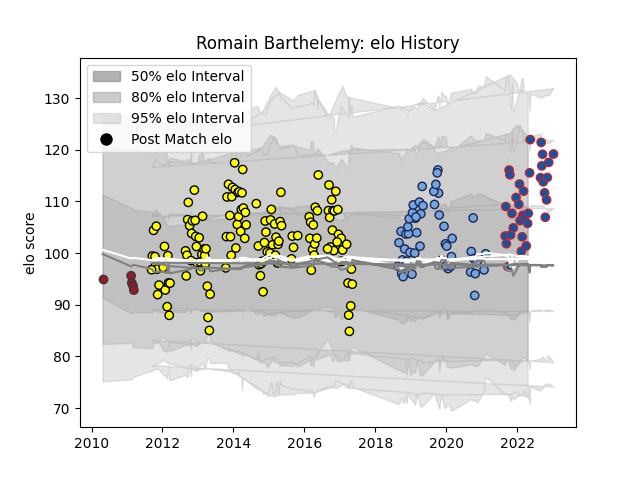 Romain Barthelemy: elo History
50% elo Interval
80% elo Interval
95% elo Interval
Post Match elo
elo score
130
120
110
100
90
80
70
2010 2012 2014 2016 2018 2020 2022